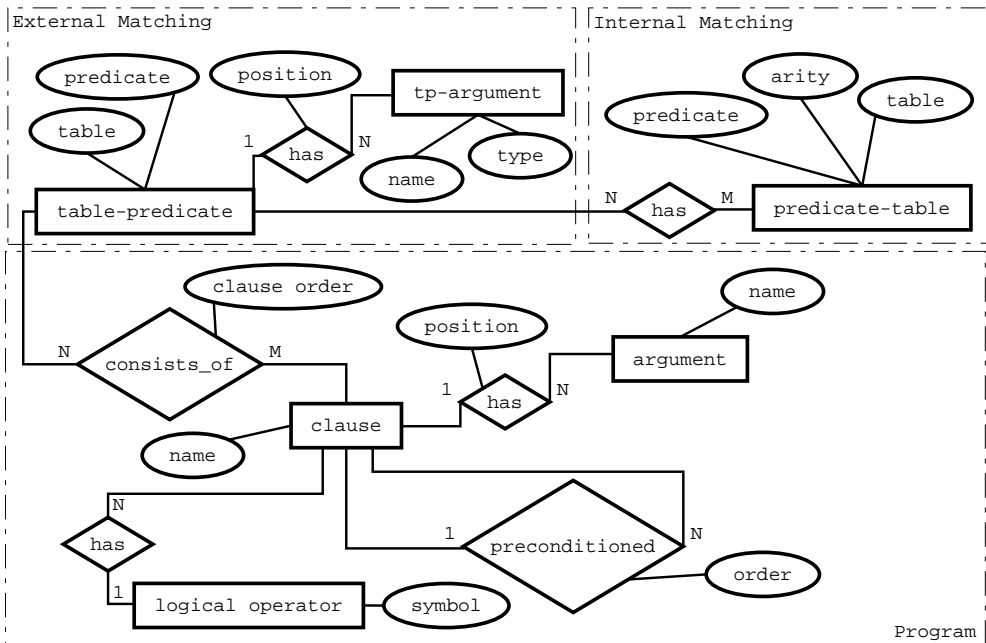 External Matching
Internal Matching
predicate
position
tp-argument
arity
table
table
predicate
1
has
N
name
type
table-predicate
N
has
M
predicate-table
clause order
name
position
N
consists_of
M
argument
1
has
N
clause
name
N
has
1
preconditioned
N
order
1
logical operator
symbol
Program